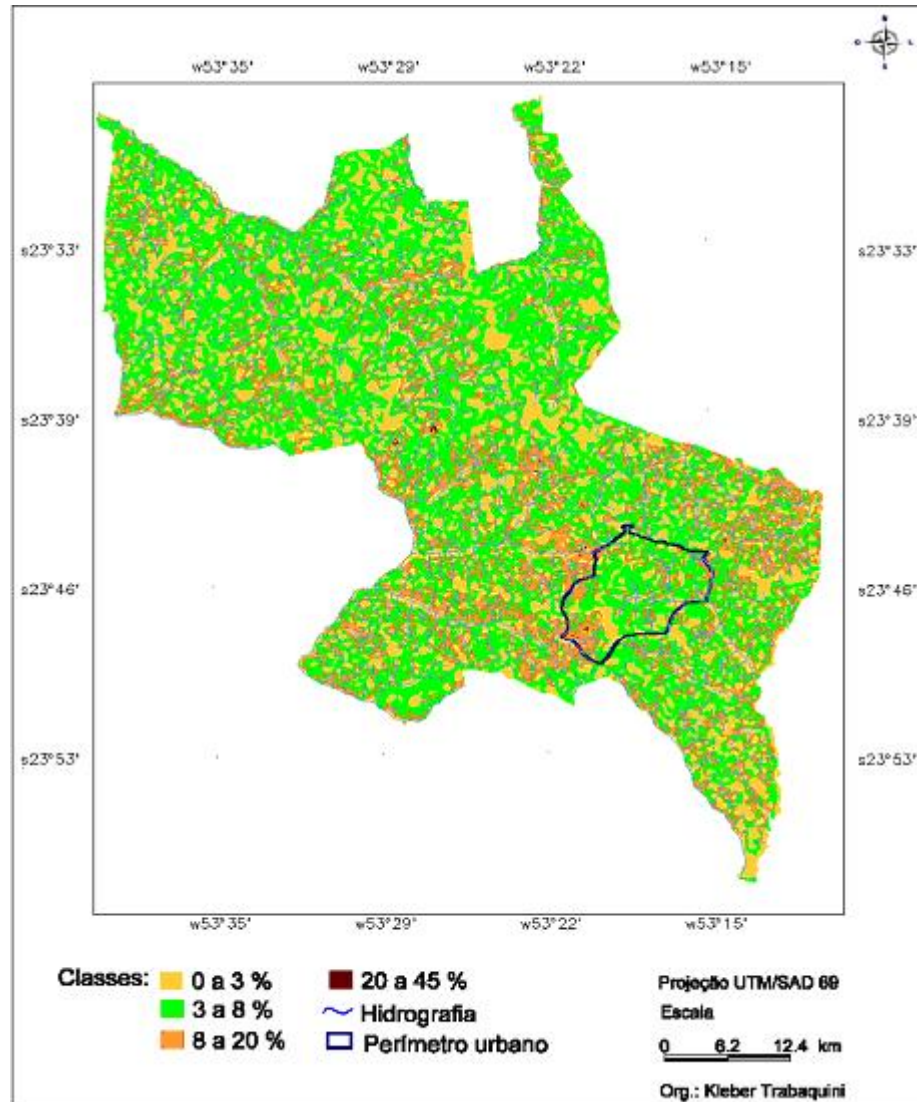 N
O L
S
w53°35' w53°29' w53°22' w53°15'
s23°33' s23°33'
s23°39' s23°39'
s23°46' s23°46'
s23°53' s23°53'
w53°35' w53°29' w53°22' w53°15'
Classes: 0 a 3 % 20 a 45 % Projeção UTM/SAD 69
3 a 8 % Hidrografia Escala
8 a 20 % Perímetro urbano 0 6.2 12.4 km
Org.: Kleber Trabaquini